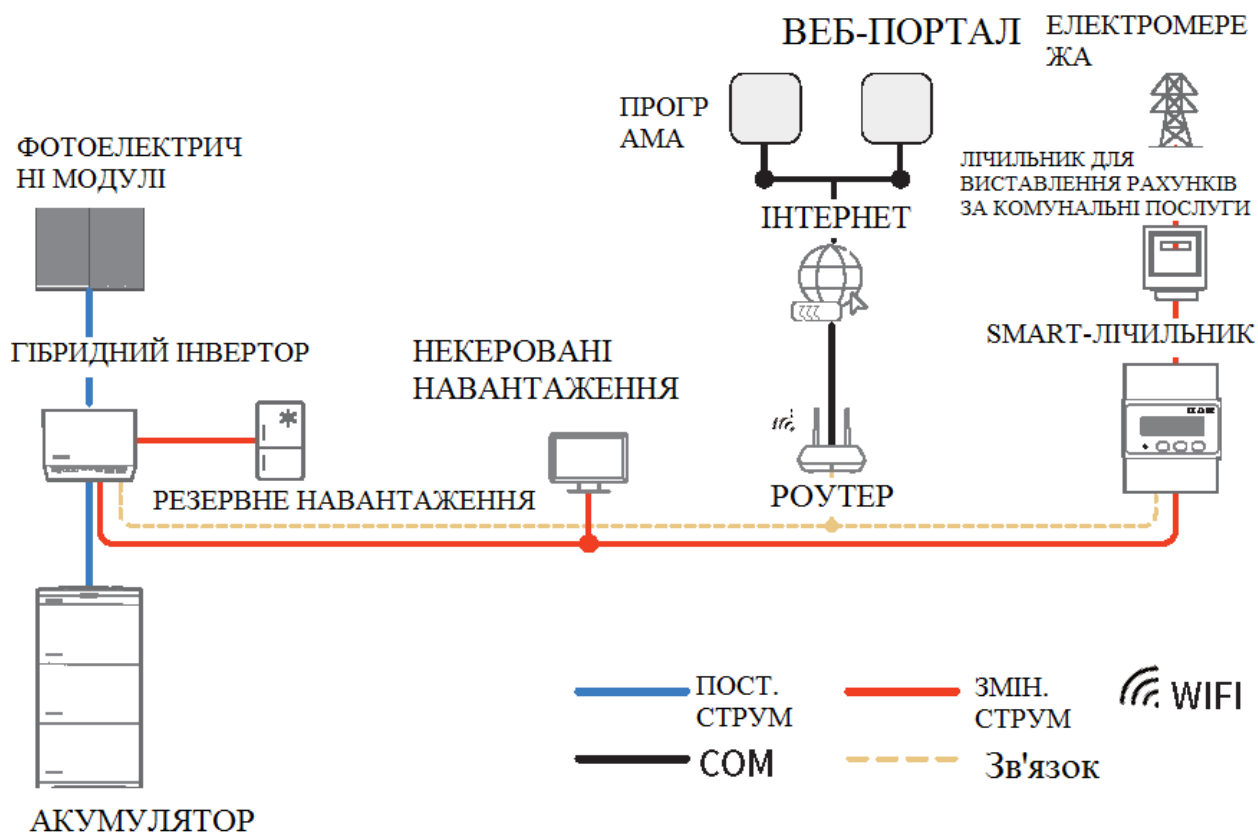 ВЕБ-ПОРТАЛ
ЕЛЕКТРОМЕРЕ
ЖА
ПРОГР
АМА
ФОТОЕЛЕКТРИЧ
НІ МОДУЛІ
ЛІЧИЛЬНИК ДЛЯ
ВИСТАВЛЕННЯ РАХУНКІВ
ЗА КОМУНАЛЬНІ ПОСЛУГИ
ІНТЕРНЕТ
SMART-ЛІЧИЛЬНИК
ГІБРИДНИЙ ІНВЕРТОР
НЕКЕРОВАНІ
НАВАНТАЖЕННЯ
РЕЗЕРВНЕ НАВАНТАЖЕННЯ
РОУТЕР
ПОСТ.
СТРУМ
ЗМІН.
СТРУМ
WIFI
COM
Зв'язок
АКУМУЛЯТОР